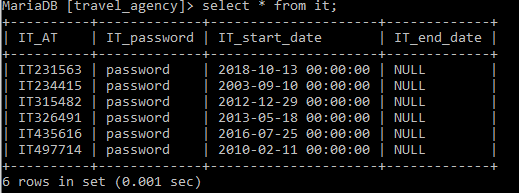 MariaDB [travel_agency]> select * from it;
+----------+-------------+---------------------+-------------+
| IT_AT    | IT_password | IT_start_date       | IT_end_date |
+----------+-------------+---------------------+-------------+
| IT231563 | password    | 2018-10-13 00:00:00 | NULL        |
| IT234415 | password    | 2003-09-10 00:00:00 | NULL        |
| IT315482 | password    | 2012-12-29 00:00:00 | NULL        |
| IT326491 | password    | 2013-05-18 00:00:00 | NULL        |
| IT435616 | password    | 2016-07-25 00:00:00 | NULL        |
| IT497714 | password    | 2010-02-11 00:00:00 | NULL        |
+----------+-------------+---------------------+-------------+
6 rows in set (0.001 sec)